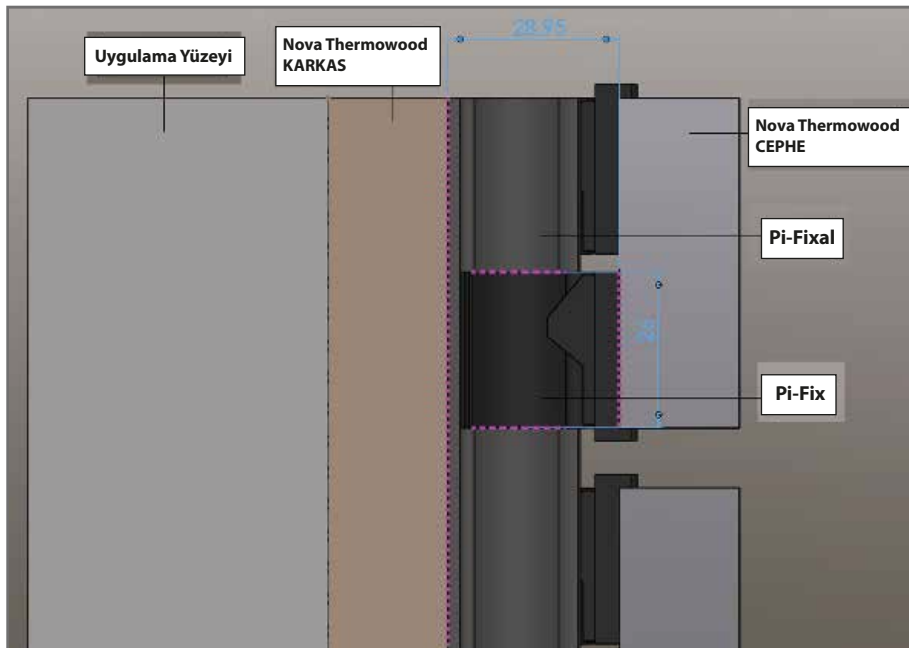 28.95
Nova Thermowood
KARKAS
Uygulama Yüzeyi
Nova Thermowood
CEPHE
Pi-Fixal
26
Pi-Fix